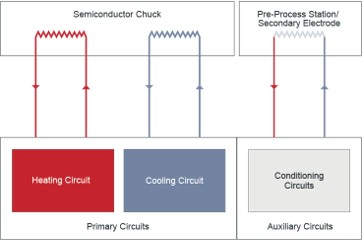 Semiconductor Chuck
Pre-Process Station/
Secondary Electrode
Heating Circuit
Cooling Circuit
Conditioning
Circuits
Primary Circuits
Auxiliary Circuits